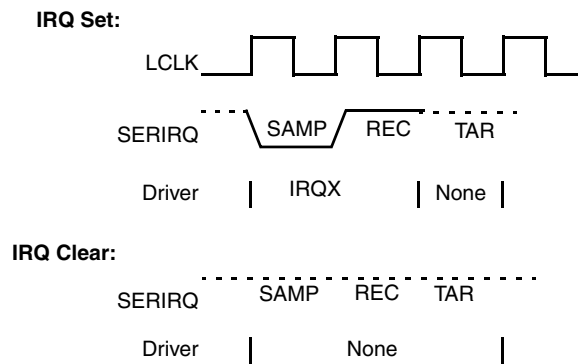 IRQ Set:
LCLK
SERIRQ SAMP REC TAR
Driver IRQX None
IRQ Clear:
SERIRQ SAMP REC TAR
Driver None